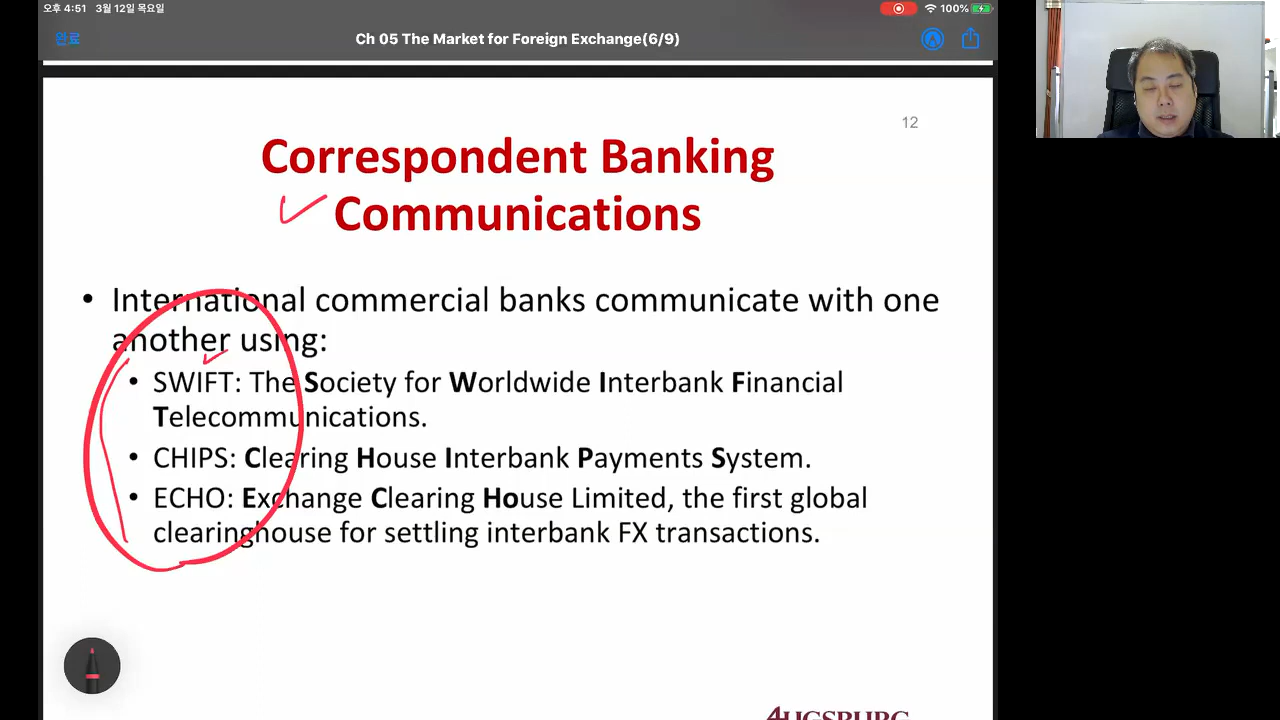 오후 4:51 3월 12일 목요일
100%
완료
Ch 05 The Market for Foreign Exchange(6/9)
12
Correspondent Banking
Communications
• International commercial banks communicate with one
another using:
• SWIFT: The Society for Worldwide Interbank Financial
Telecommunications.
• CHIPS: Clearing House Interbank Payments System.
• ECHO: Exchange Clearing House Limited, the first global
clearinghouse for settling interbank FX transactions.
AUGSBURG